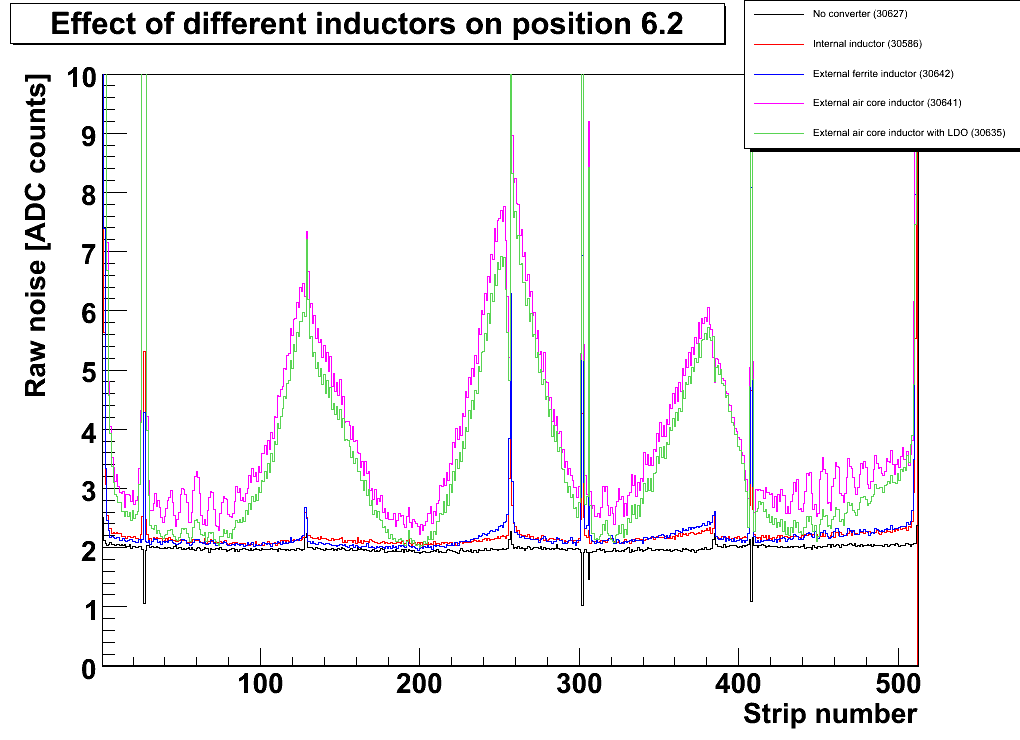 Effect of different inductors on position 6.2
No converter (30627)
Internal inductor (30586)
External ferrite inductor (30642)
External air core inductor (30641)
External air core inductor with LDO (30635)
Raw noise [ADC counts]
10
9
8
7
6
5
4
3
2
1
0
100 200 300 400 500
Strip number